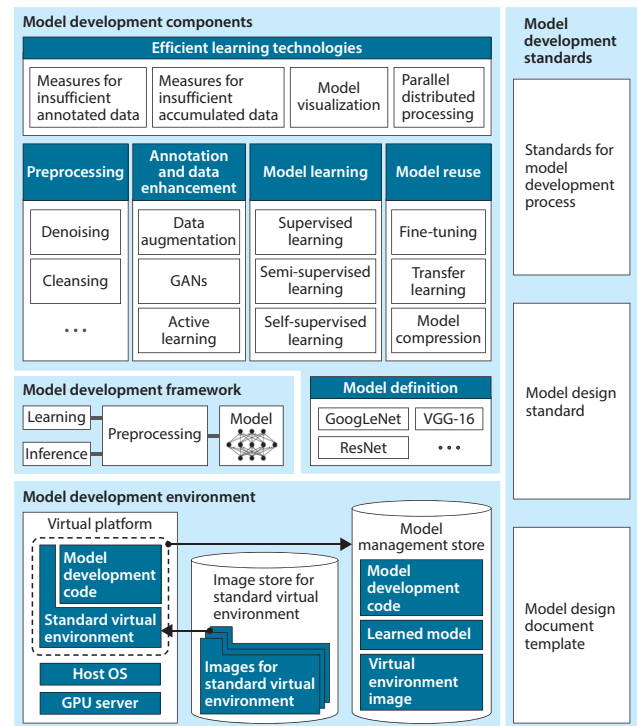 Model development components
Efficient learning technologies
Measures for
insufficient
annotated data
Measures for
insufficient
accumulated data
Model
visualization
Parallel
distributed
processing
Preprocessing
Denoising
Cleansing
• • •
Annotation
and data
enhancement
Data
augmentation
GANs
Active
learning
Model learning
Supervised
learning
Semi-supervised
learning
Self-supervised
learning
Model reuse
Fine-tuning
Transfer
learning
Model
compression
Model development framework
Learning
Inference
Preprocessing
Model
Model definition
GoogLeNet
VGG-16
ResNet
• • •
Model development environment
Virtual platform
Model
development
code
Standard virtual
environment
Host OS
GPU server
Image store for
standard virtual
environment
Images for
standard virtual
environment
Model
management store
Model
development
code
Learned model
Virtual
environment
image
Model
development
standards
Standards for
model
development
process
Model design
standard
Model design
document
template